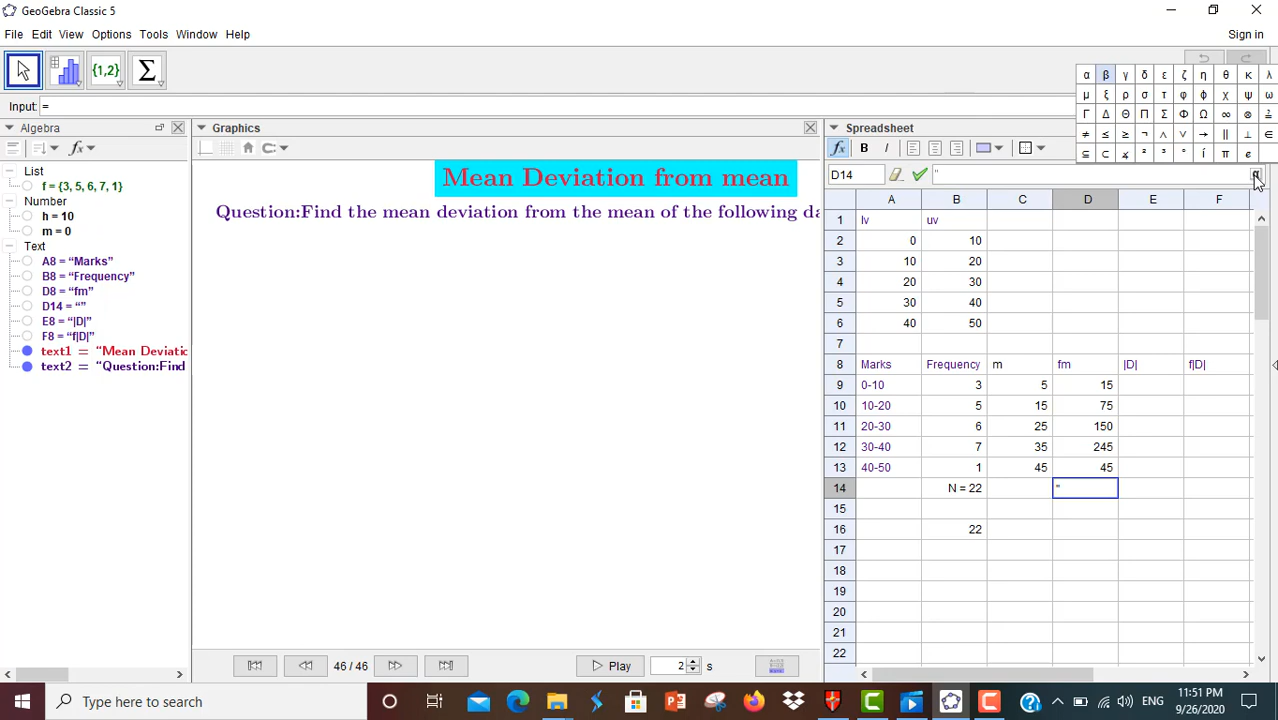 GeoGebra Classic 5
File Edit View Options Tools Window Help
Sign in
{1,2} Σ
Input: =
α β γ δ ε ζ η θ κ λ
μ ξ ρ σ τ φ ϕ χ ψ ω
Γ Δ Θ Π Σ Φ Ω ∞ ⊗ ≟
≠ ≤ ≥ ¬ ∧ ∨ → ∥ ⊥ ∈
⊆ ⊂ ∡ ² ³ ° í π e
Algebra
Graphics
Spreadsheet
List
f = {3, 5, 6, 7, 1}
Number
h = 10
m = 0
Text
A8 = “Marks”
B8 = “Frequency”
D8 = “fm”
D14 = “”
E8 = “|D|”
F8 = “f|D|”
text1 = “Mean Deviatic
text2 = “Question:Find
Mean Deviation from mean
Question:Find the mean deviation from the mean of the following da
fx B I
D14 "
A B C D E F
1 lv uv
2 0 10
3 10 20
4 20 30
5 30 40
6 40 50
7
8 Marks Frequency m fm |D| f|D|
9 0-10 3 5 15
10 10-20 5 15 75
11 20-30 6 25 150
12 30-40 7 35 245
13 40-50 1 45 45
14 N = 22 "
15
16 22
17
18
19
20
21
22
46 / 46 Play 2 s
Type here to search
ENG
11:51 PM
9/26/2020